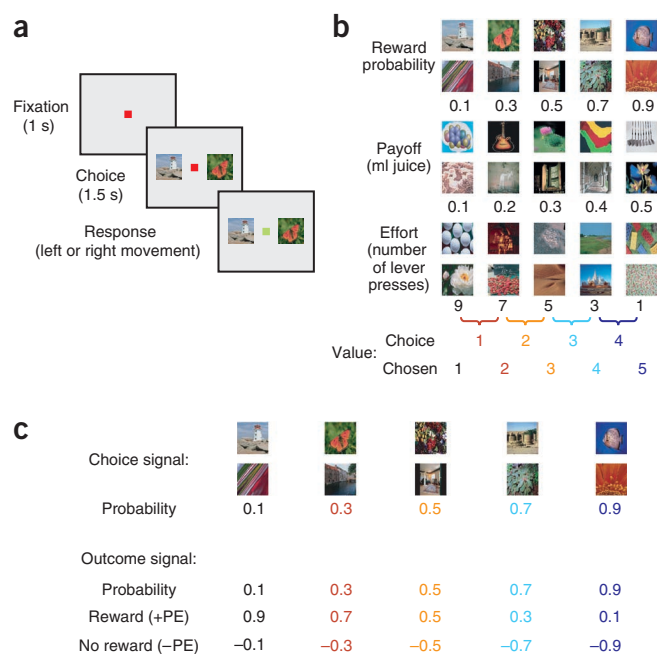 a
Fixation
(1 s)
Choice
(1.5 s)
Response
(left or right movement)
b
Reward
probability
0.1 0.3 0.5 0.7 0.9
Payoff
(ml juice)
0.1 0.2 0.3 0.4 0.5
Effort
(number
of lever
presses)
9 7 5 3 1
Choice 1 2 3 4
Value:
Chosen 1 2 3 4 5
c
Choice signal:
Probability 0.1 0.3 0.5 0.7 0.9
Outcome signal:
Probability 0.1 0.3 0.5 0.7 0.9
Reward (+PE) 0.9 0.7 0.5 0.3 0.1
No reward (–PE) –0.1 –0.3 –0.5 –0.7 –0.9